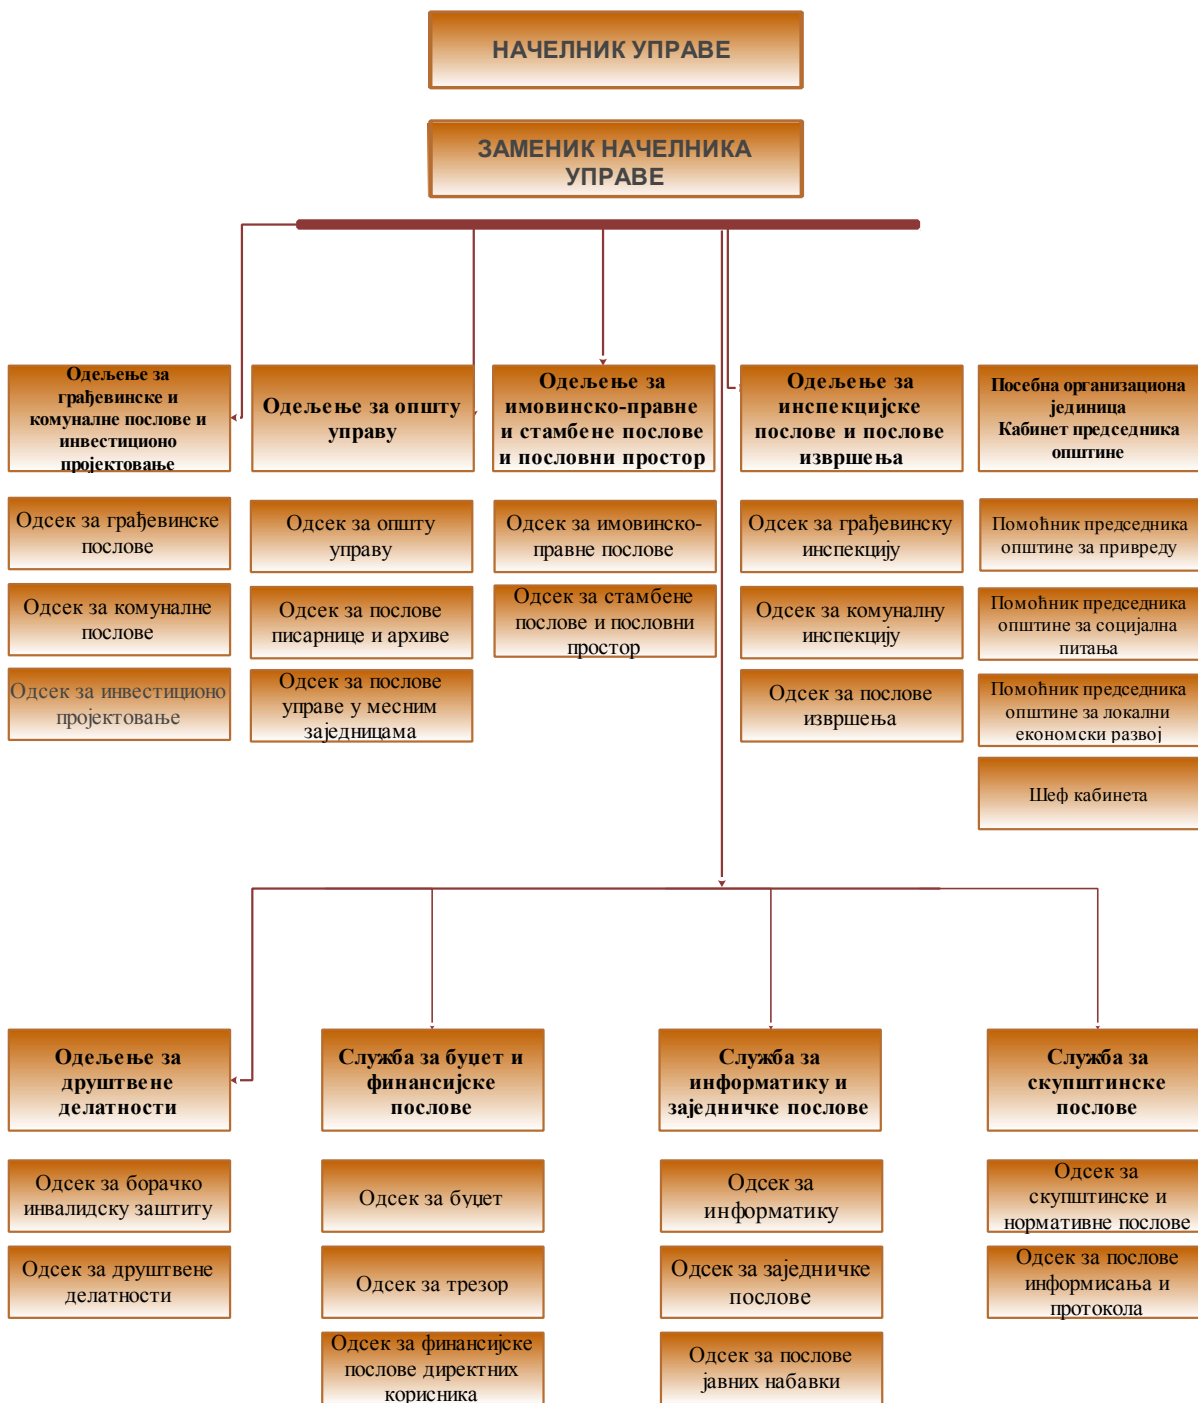 НАЧЕЛНИК УПРАВЕ
ЗАМЕНИК НАЧЕЛНИКА
УПРАВЕ
Одељење за
грађевинске и
комуналне послове и
инвестиционо
пројектовање
Одељење за општу
управу
Одељење за
имовинско-правне
и стамбене послове
и пословни простор
Одељење за
инспекцијске
послове и послове
извршења
Посебна организациона
јединица
Кабинет председника
општине
Одсек за грађевинске
послове
Одсек за општу
управу
Одсек за имовинско-
правне послове
Одсек за грађевинску
инспекцију
Помоћник председника
општине за привреду
Одсек за комуналне
послове
Одсек за послове
писарнице и архиве
Одсек за стамбене
послове и пословни
простор
Одсек за комуналну
инспекцију
Помоћник председника
општине за социјална
питања
Одсек за инвестиционо
пројектовање
Одсек за послове
управе у месним
заједницама
Одсек за послове
извршења
Помоћник председника
општине за локални
економски развој
Шеф кабинета
Одељење за
друштвене
делатности
Служба за буџет и
финансијске
послове
Служба за
информатику и
заједничке послове
Служба за
скупштинске
послове
Одсек за борачко
инвалидску заштиту
Одсек за буџет
Одсек за
информатику
Одсек за
скупштинске и
нормативне послове
Одсек за друштвене
делатности
Одсек за трезор
Одсек за заједничке
послове
Одсек за послове
информисања и
протокола
Одсек за финансијске
послове директних
корисника
Одсек за послове
јавних набавки